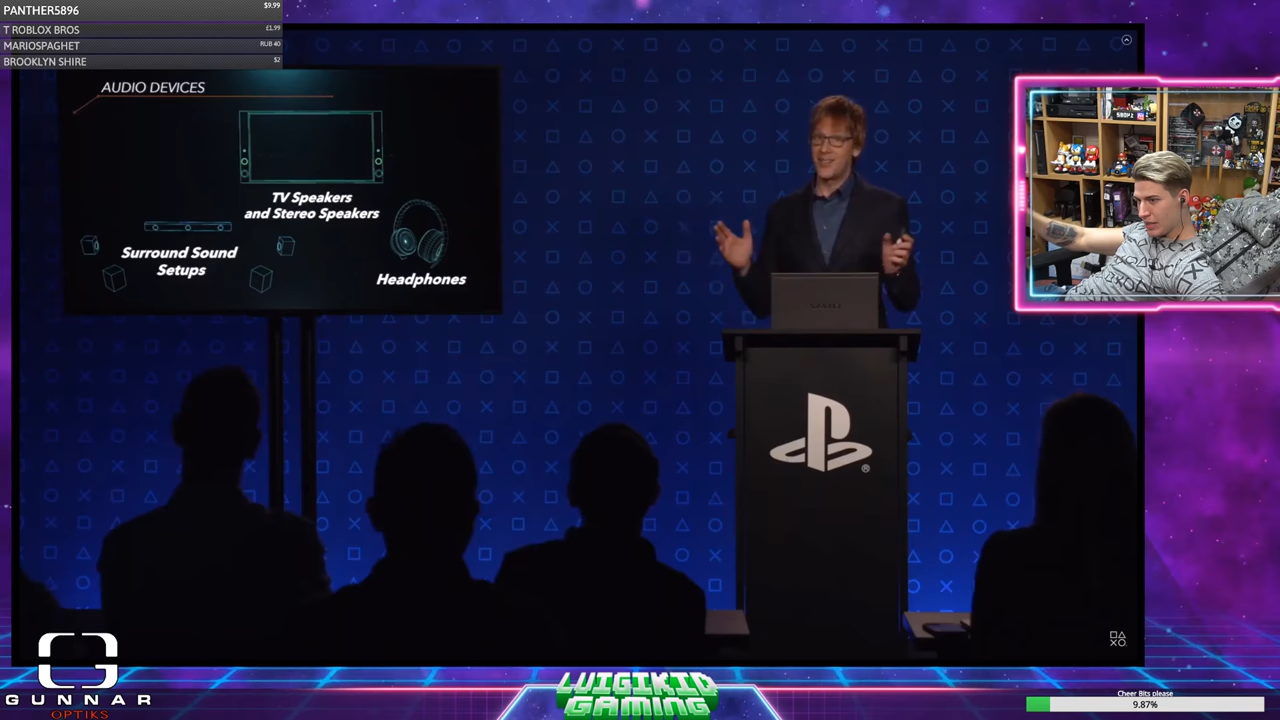 PANTHER5896 $9.99
T ROBLOX BROS £1.99
MARIOSPAGHET RUB 40
BROOKLYN SHIRE $2
AUDIO DEVICES
TV Speakers
and Stereo Speakers
Surround Sound
Setups
Headphones
GUNNAR
OPTIKS
LUIGIKID
GAMING
Cheer Bits please
9.87%